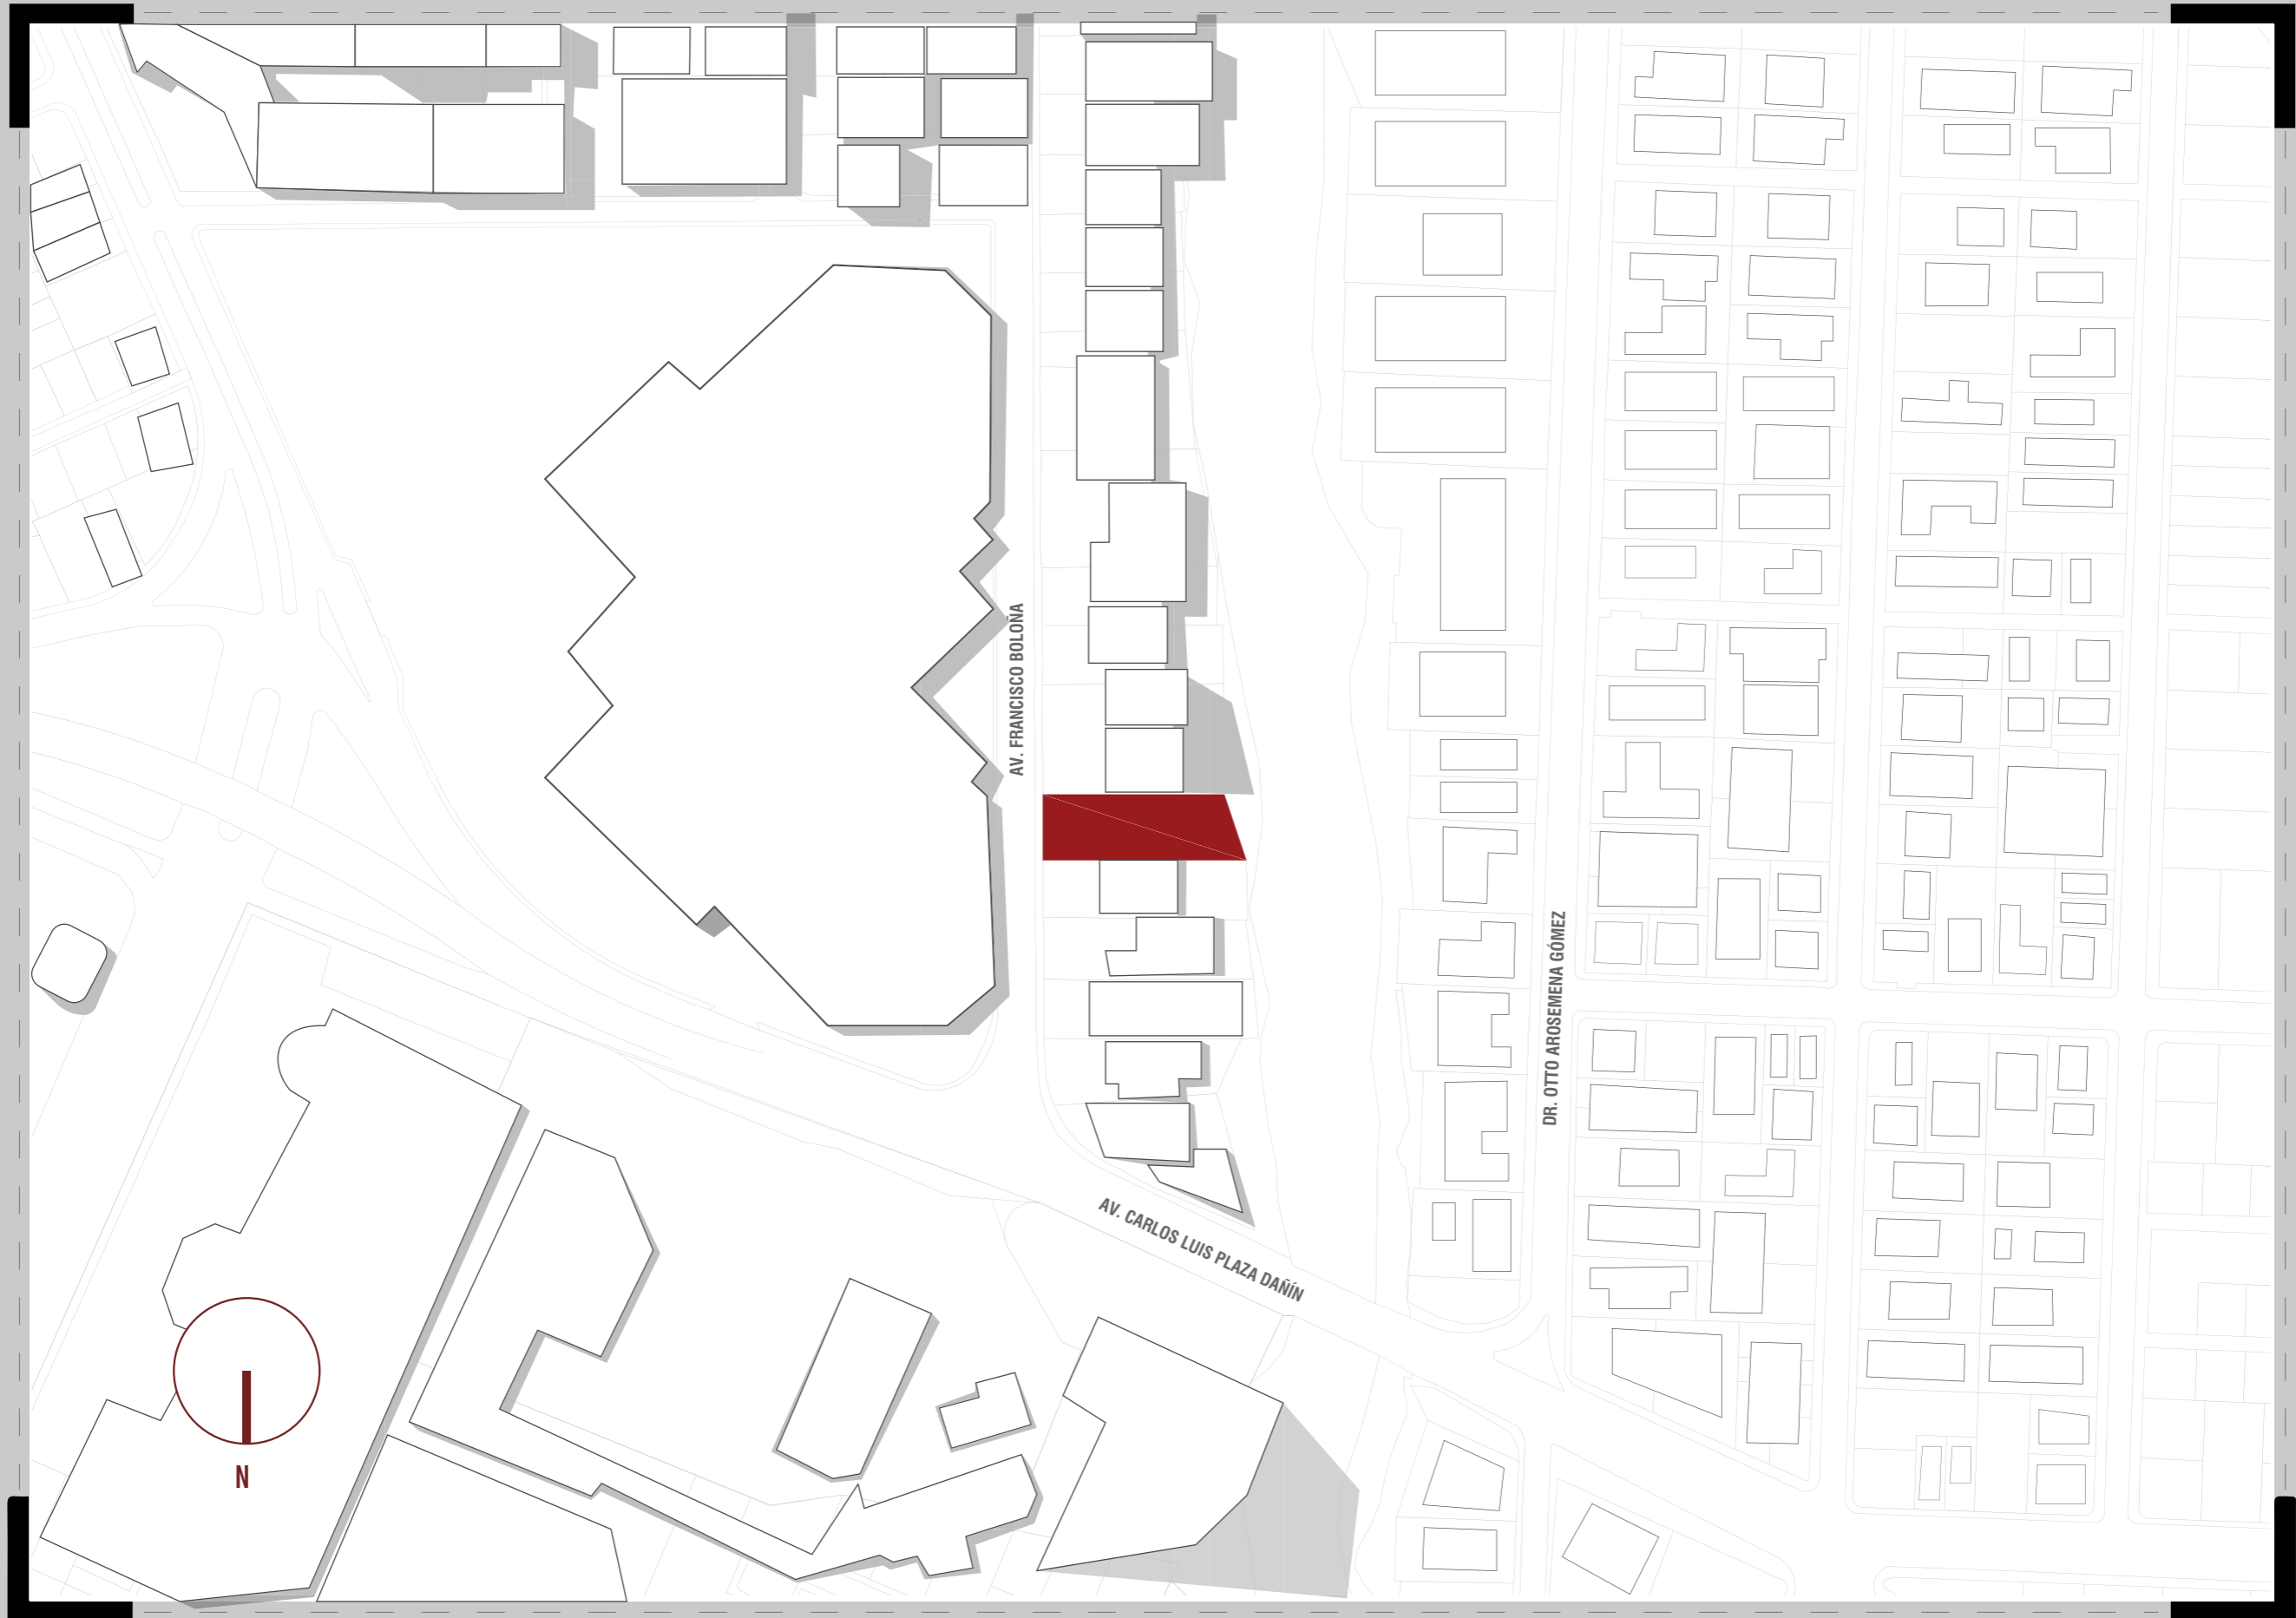 AV. FRANCISCO BOLOÑA
DR. OTTO AROSEMENA GÓMEZ
AV. CARLOS LUIS PLAZA DAÑÍN
N